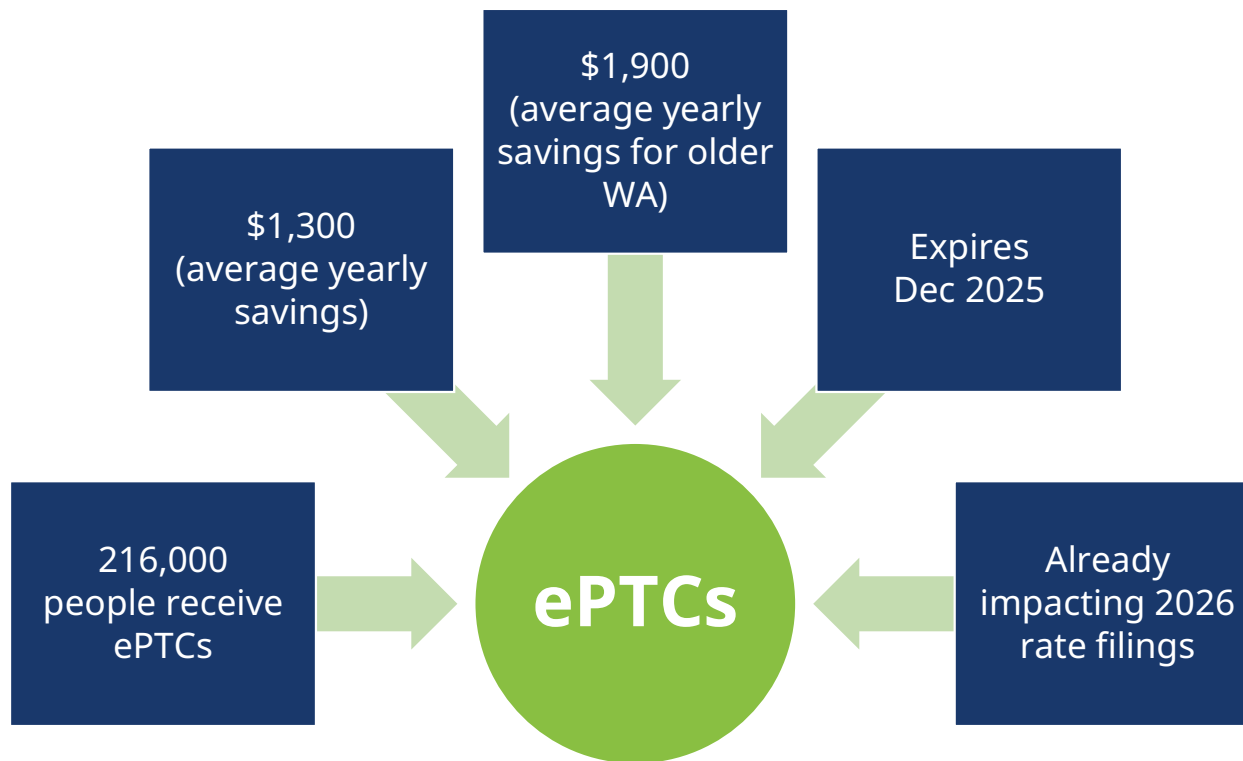 216,000
people receive
ePTCs
$1,300
(average yearly
savings)
$1,900
(average yearly
savings for older
WA)
Expires
Dec 2025
Already
impacting 2026
rate filings
ePTCs